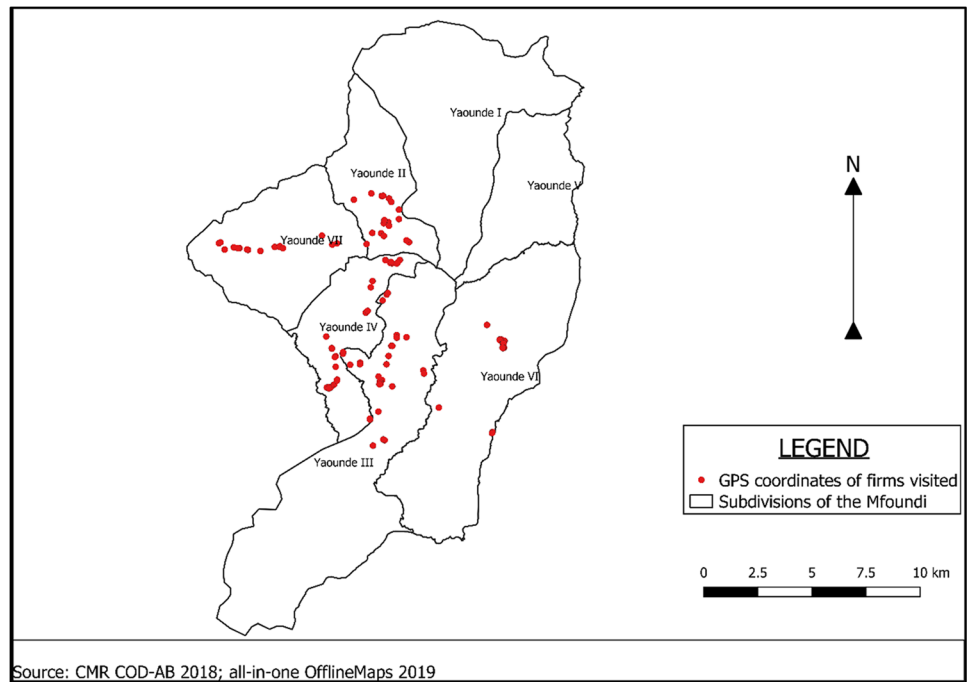 Yaounde I
N
Yaounde II
Yaounde V
Yaounde VII
Yaounde IV
Yaounde VI
Yaounde III
LEGEND
GPS coordinates of firms visited
Subdivisions of the Mfoundi
0 2.5 5 7.5 10 km
Source: CMR COD-AB 2018; all-in-one OfflineMaps 2019